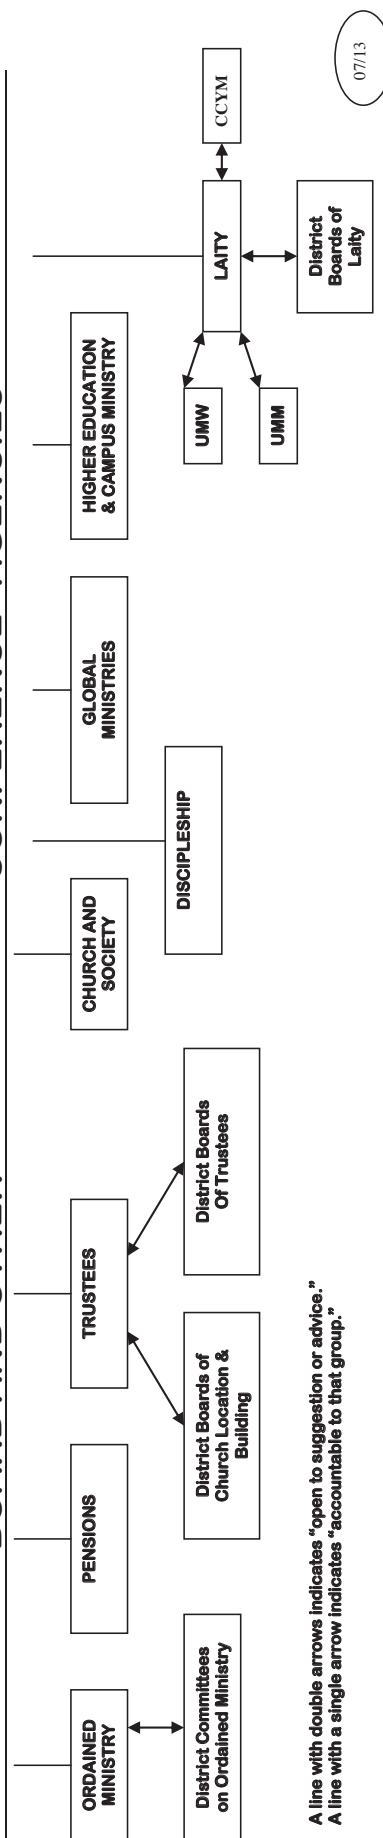 ORDAINED
MINISTRY
PENSIONS
TRUSTEES
CHURCH AND
SOCIETY
GLOBAL
MINISTRIES
HIGHER EDUCATION
& CAMPUS MINISTRY
DISCIPLESHIP
LAITY
CCYM
UMW
UMM
District Committees
on Ordained Ministry
District Boards of
Church Location &
Building
District Boards
Of Trustees
District
Boards of
Laity
A line with double arrows indicates “open to suggestion or advice.”
A line with a single arrow indicates “accountable to that group.”
07/13